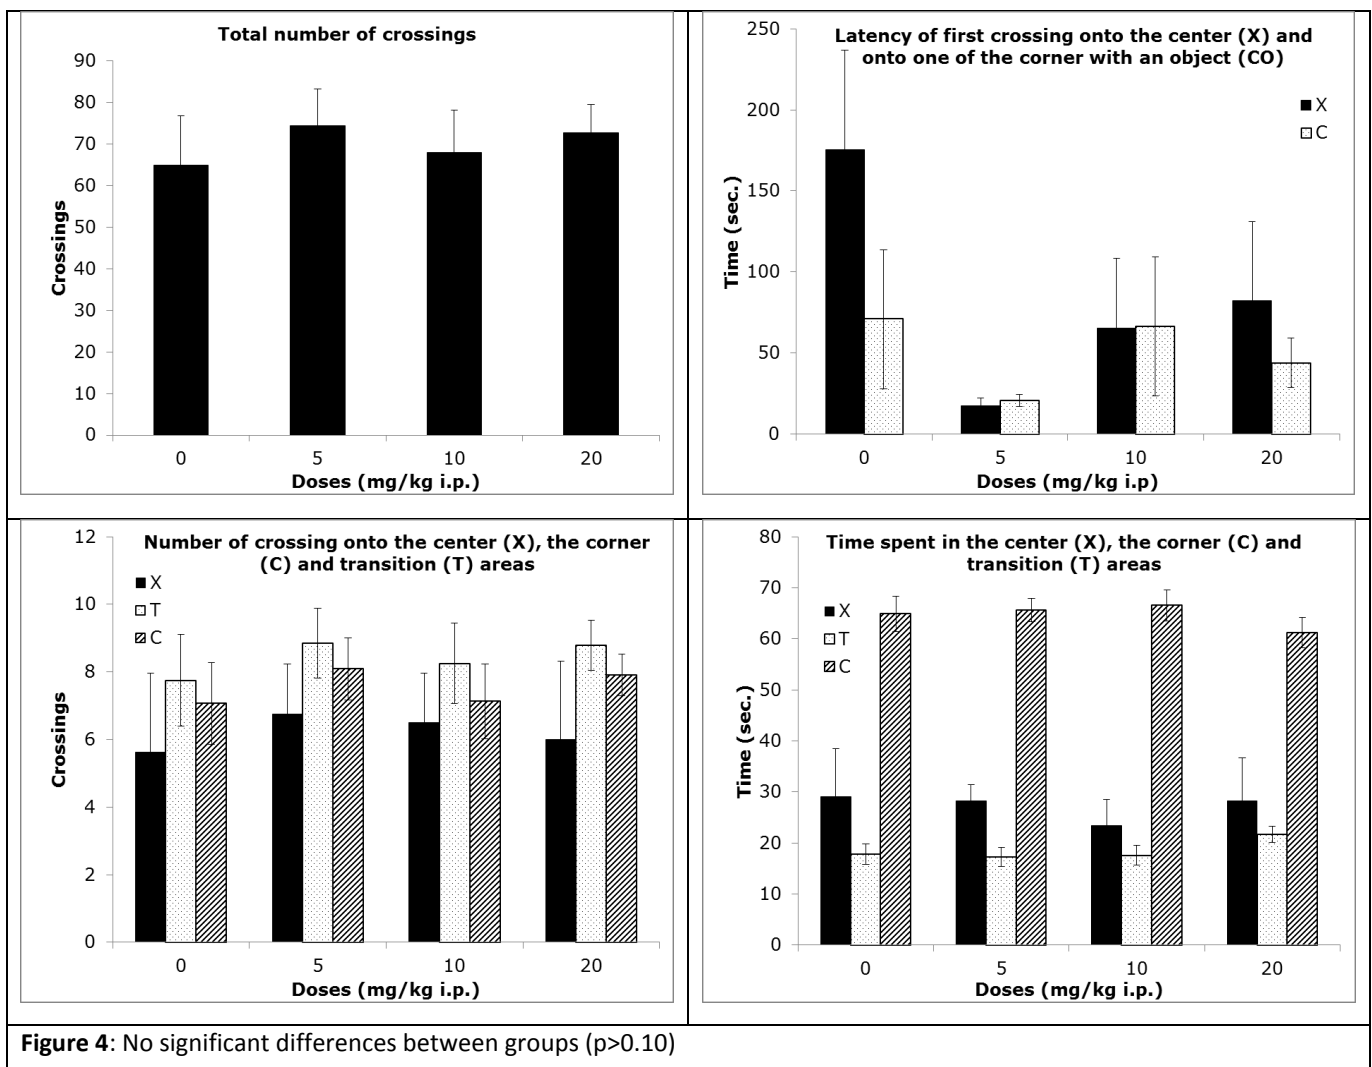 Total number of crossings
90
80
70
60
50
40
30
20
10
0
Crossings
0 5 10 20
Doses (mg/kg i.p.)
Latency of first crossing onto the center (X) and
onto one of the corner with an object (CO)
250
200
150
100
50
0
Time (sec.)
X
C
0 5 10 20
Doses (mg/kg i.p)
Number of crossing onto the center (X), the corner
(C) and transition (T) areas
12
10
8
6
4
2
0
Crossings
X
T
C
0 5 10 20
Doses (mg/kg i.p.)
Time spent in the center (X), the corner (C) and
transition (T) areas
80
70
60
50
40
30
20
10
0
Time (sec.)
X
T
C
0 5 10 20
Doses (mg/kg i.p.)
Figure 4: No significant differences between groups (p>0.10)